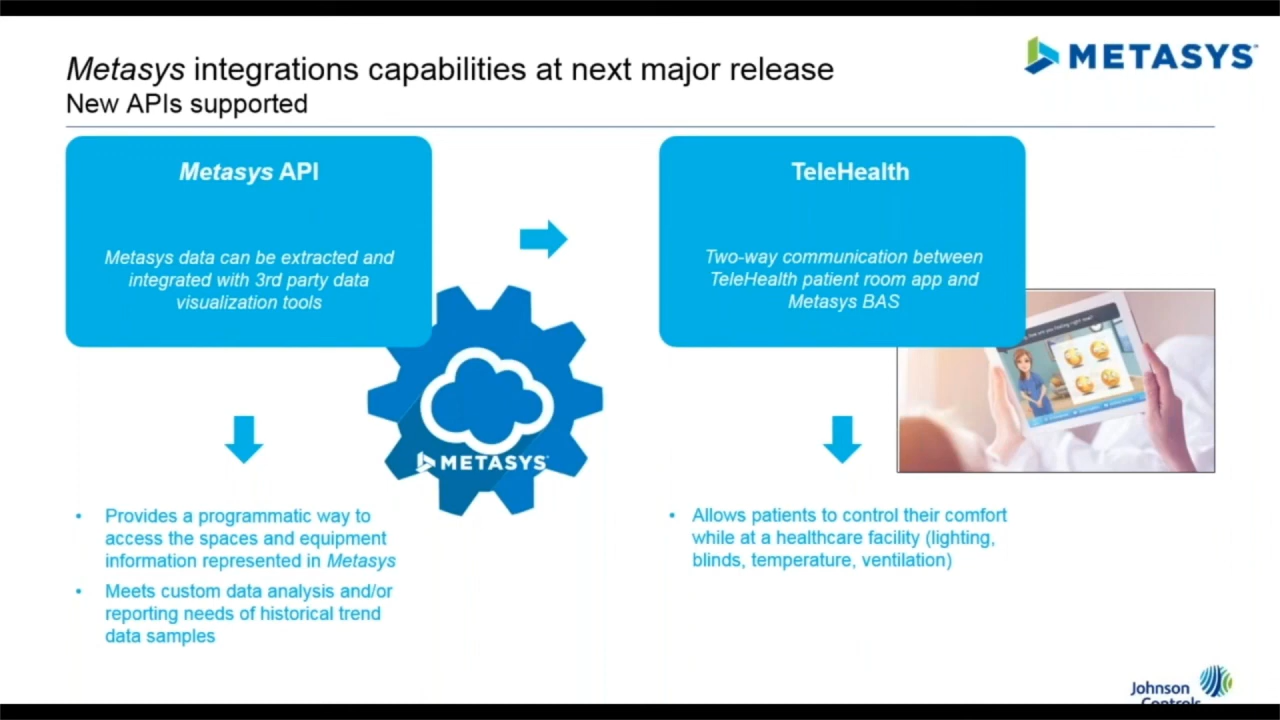 Metasys integrations capabilities at next major release
New APIs supported
METASYS
Metasys API
Metasys data can be extracted and
integrated with 3rd party data
visualization tools
TeleHealth
Two-way communication between
TeleHealth patient room app and
Metasys BAS
METASYS
• Provides a programmatic way to
access the spaces and equipment
information represented in Metasys
• Meets custom data analysis and/or
reporting needs of historical trend
data samples
• Allows patients to control their comfort
while at a healthcare facility (lighting,
blinds, temperature, ventilation)
Johnson
Controls